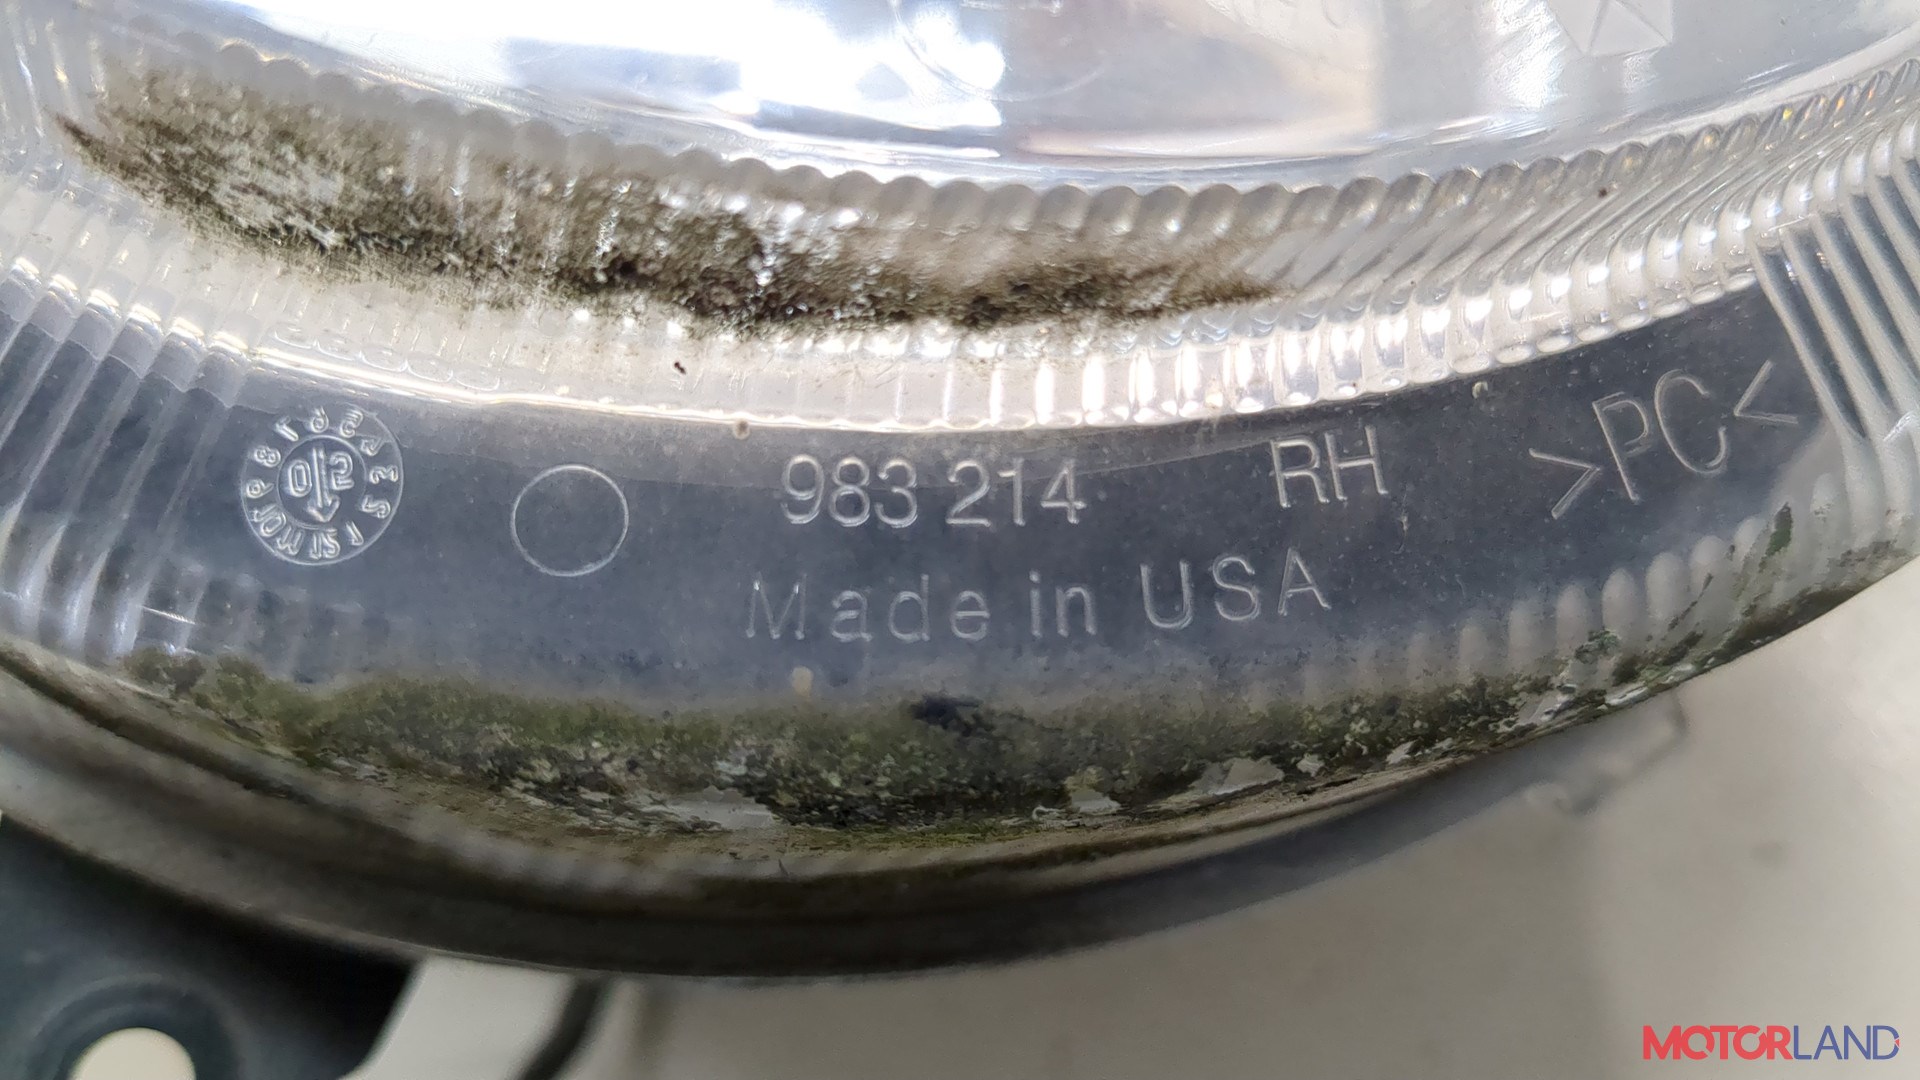 983 214 RH >PC<
Made in USA
MOTORLAND